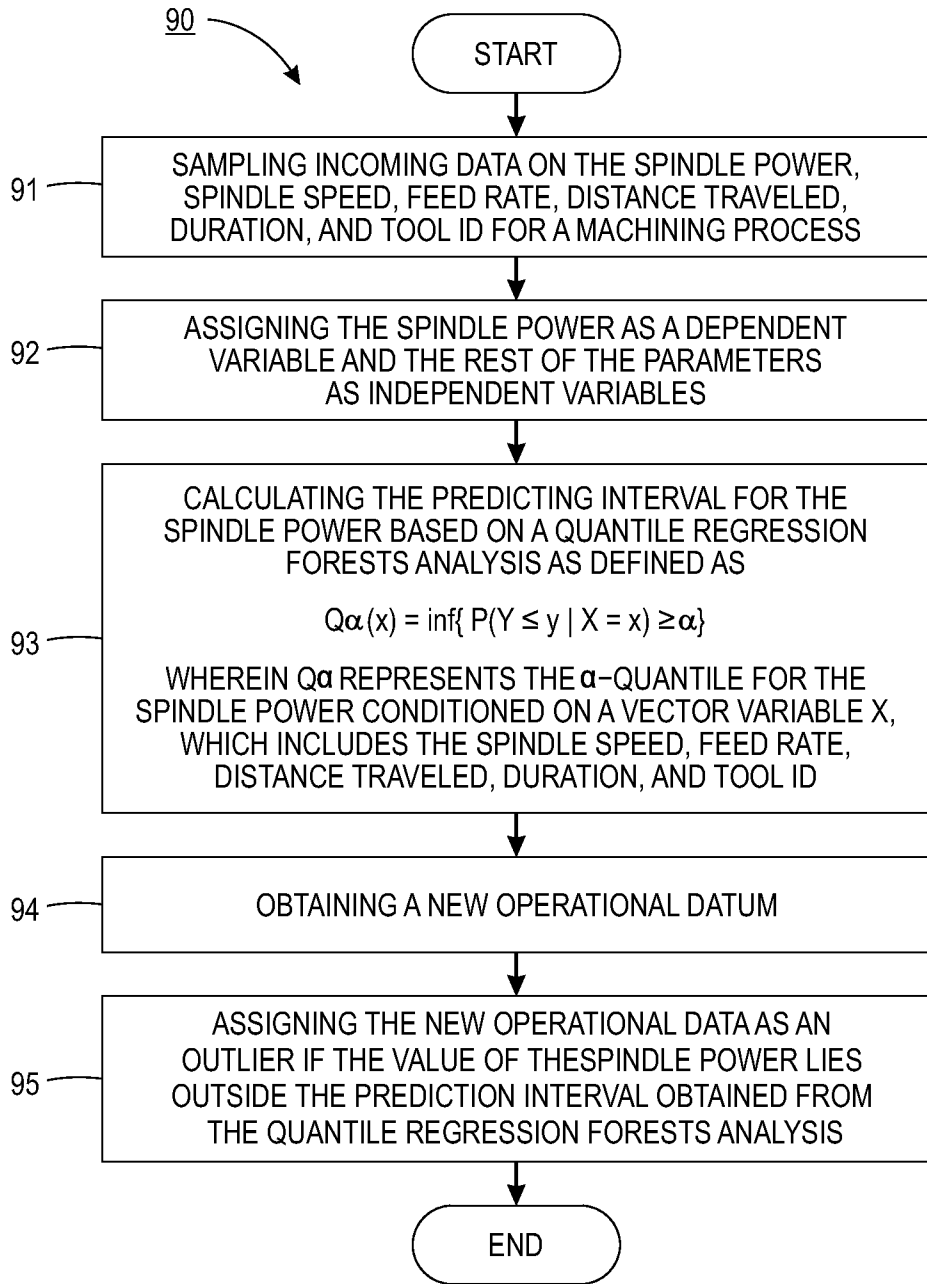 90
START
91
SAMPLING INCOMING DATA ON THE SPINDLE POWER,
SPINDLE SPEED, FEED RATE, DISTANCE TRAVELED,
DURATION, AND TOOL ID FOR A MACHINING PROCESS
92
ASSIGNING THE SPINDLE POWER AS A DEPENDENT
VARIABLE AND THE REST OF THE PARAMETERS
AS INDEPENDENT VARIABLES
93
CALCULATING THE PREDICTING INTERVAL FOR THE
SPINDLE POWER BASED ON A QUANTILE REGRESSION
FORESTS ANALYSIS AS DEFINED AS
Qα(x) = inf{ P(Y ≤ y | X = x) ≥α}
WHEREIN Qα REPRESENTS THE α−QUANTILE FOR THE
SPINDLE POWER CONDITIONED ON A VECTOR VARIABLE X,
WHICH INCLUDES THE SPINDLE SPEED, FEED RATE,
DISTANCE TRAVELED, DURATION, AND TOOL ID
94
OBTAINING A NEW OPERATIONAL DATUM
95
ASSIGNING THE NEW OPERATIONAL DATA AS AN
OUTLIER IF THE VALUE OF THESPINDLE POWER LIES
OUTSIDE THE PREDICTION INTERVAL OBTAINED FROM
THE QUANTILE REGRESSION FORESTS ANALYSIS
END